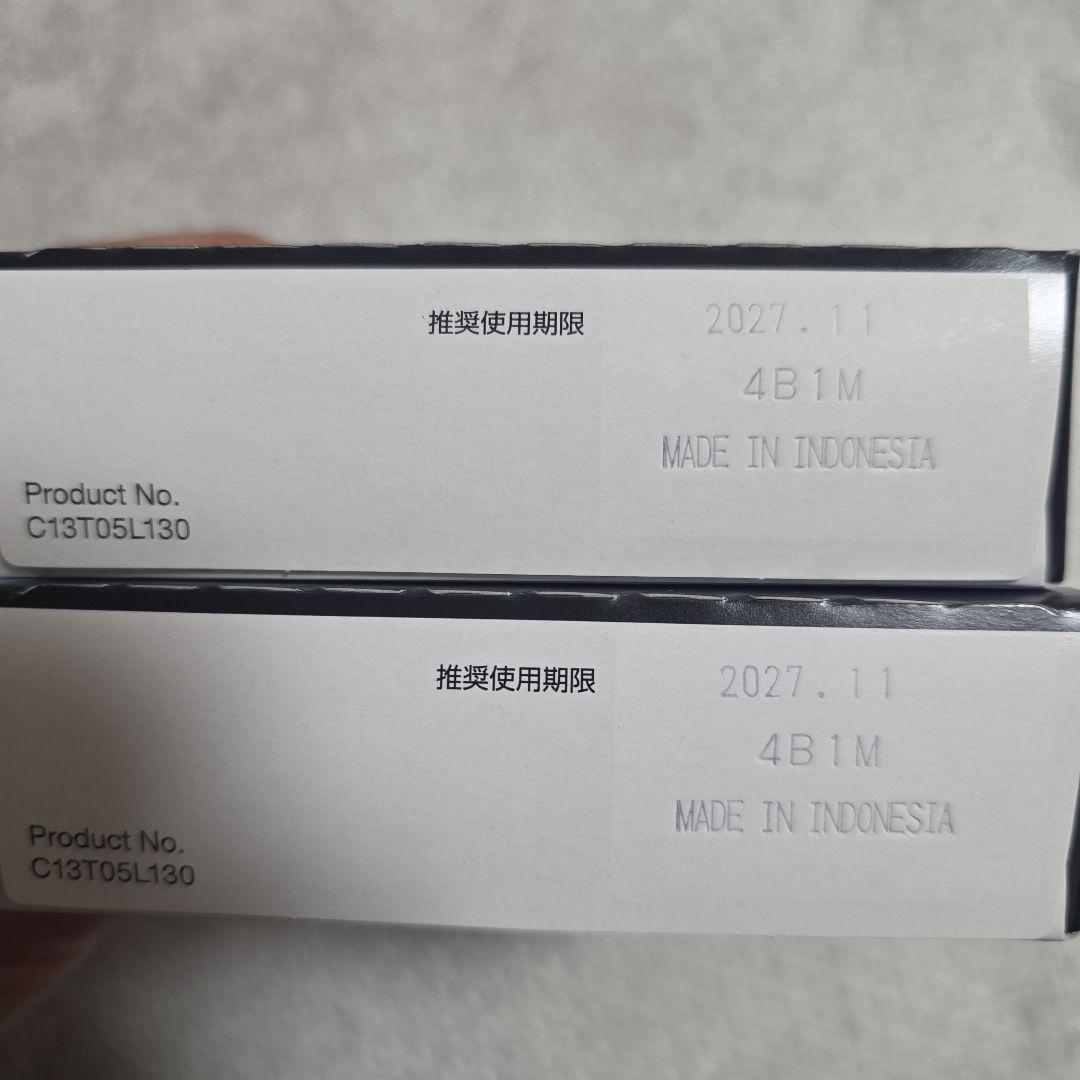 推奨使用期限 2027.11
4B1M
MADE IN INDONESIA
Product No.
C13T05L130
推奨使用期限 2027.11
4B1M
MADE IN INDONESIA
Product No.
C13T05L130